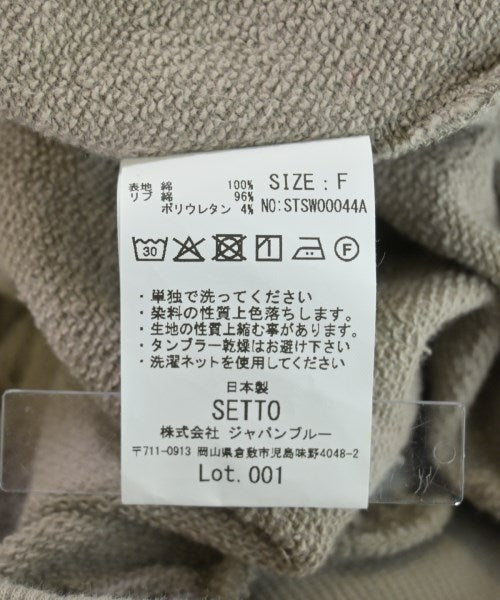 表地 綿 100% SIZE : F
リブ 綿 96%
ポリウレタン 4% NO:STSW00044A
30 F
・単独で洗ってください
・染料の性質上色落ちします。
・生地の性質上縮む事があります。
・タンブラー乾燥はお避け下さい
・洗濯ネットを使用してください
日本製
SETTO
株式会社 ジャパンブルー
〒711-0913 岡山県倉敷市児島味野4048-2
Lot. 001